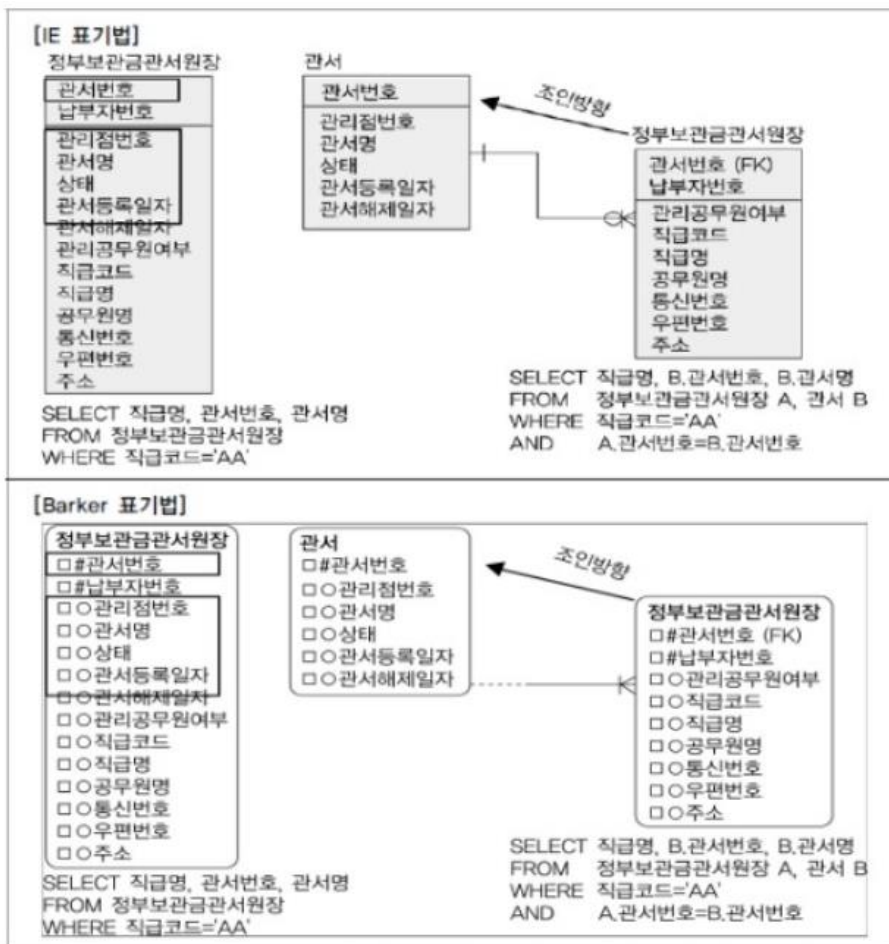 [IE 표기법]
정부보관금관서원장
관서번호
납부자번호
관리점번호
관서명
상태
관서등록일자
관서해제일자
관리공무원여부
직급코드
직급명
공무원명
통신번호
우편번호
주소
SELECT 직급명, 관서번호, 관서명
FROM 정부보관금관서원장
WHERE 직급코드='AA'
관서
관서번호
관리점번호
관서명
상태
관서등록일자
관서해제일자
조인방향
정부보관금관서원장
관서번호 (FK)
납부자번호
관리공무원여부
직급코드
직급명
공무원명
통신번호
우편번호
주소
SELECT 직급명, B.관서번호, B.관서명
FROM 정부보관금관서원장 A, 관서 B
WHERE 직급코드='AA'
AND A.관서번호=B.관서번호
[Barker 표기법]
정부보관금관서원장
□#관서번호
□#납부자번호
□○관리점번호
□○관서명
□○상태
□○관서등록일자
□○관서해제일자
□○관리공무원여부
□○직급코드
□○직급명
□○공무원명
□○통신번호
□○우편번호
□○주소
SELECT 직급명, 관서번호, 관서명
FROM 정부보관금관서원장
WHERE 직급코드='AA'
관서
□#관서번호
□○관리점번호
□○관서명
□○상태
□○관서등록일자
□○관서해제일자
조인방향
정부보관금관서원장
□#관서번호 (FK)
□#납부자번호
□○관리공무원여부
□○직급코드
□○직급명
□○공무원명
□○통신번호
□○우편번호
□○주소
SELECT 직급명, B.관서번호, B.관서명
FROM 정부보관금관서원장 A, 관서 B
WHERE 직급코드='AA'
AND A.관서번호=B.관서번호